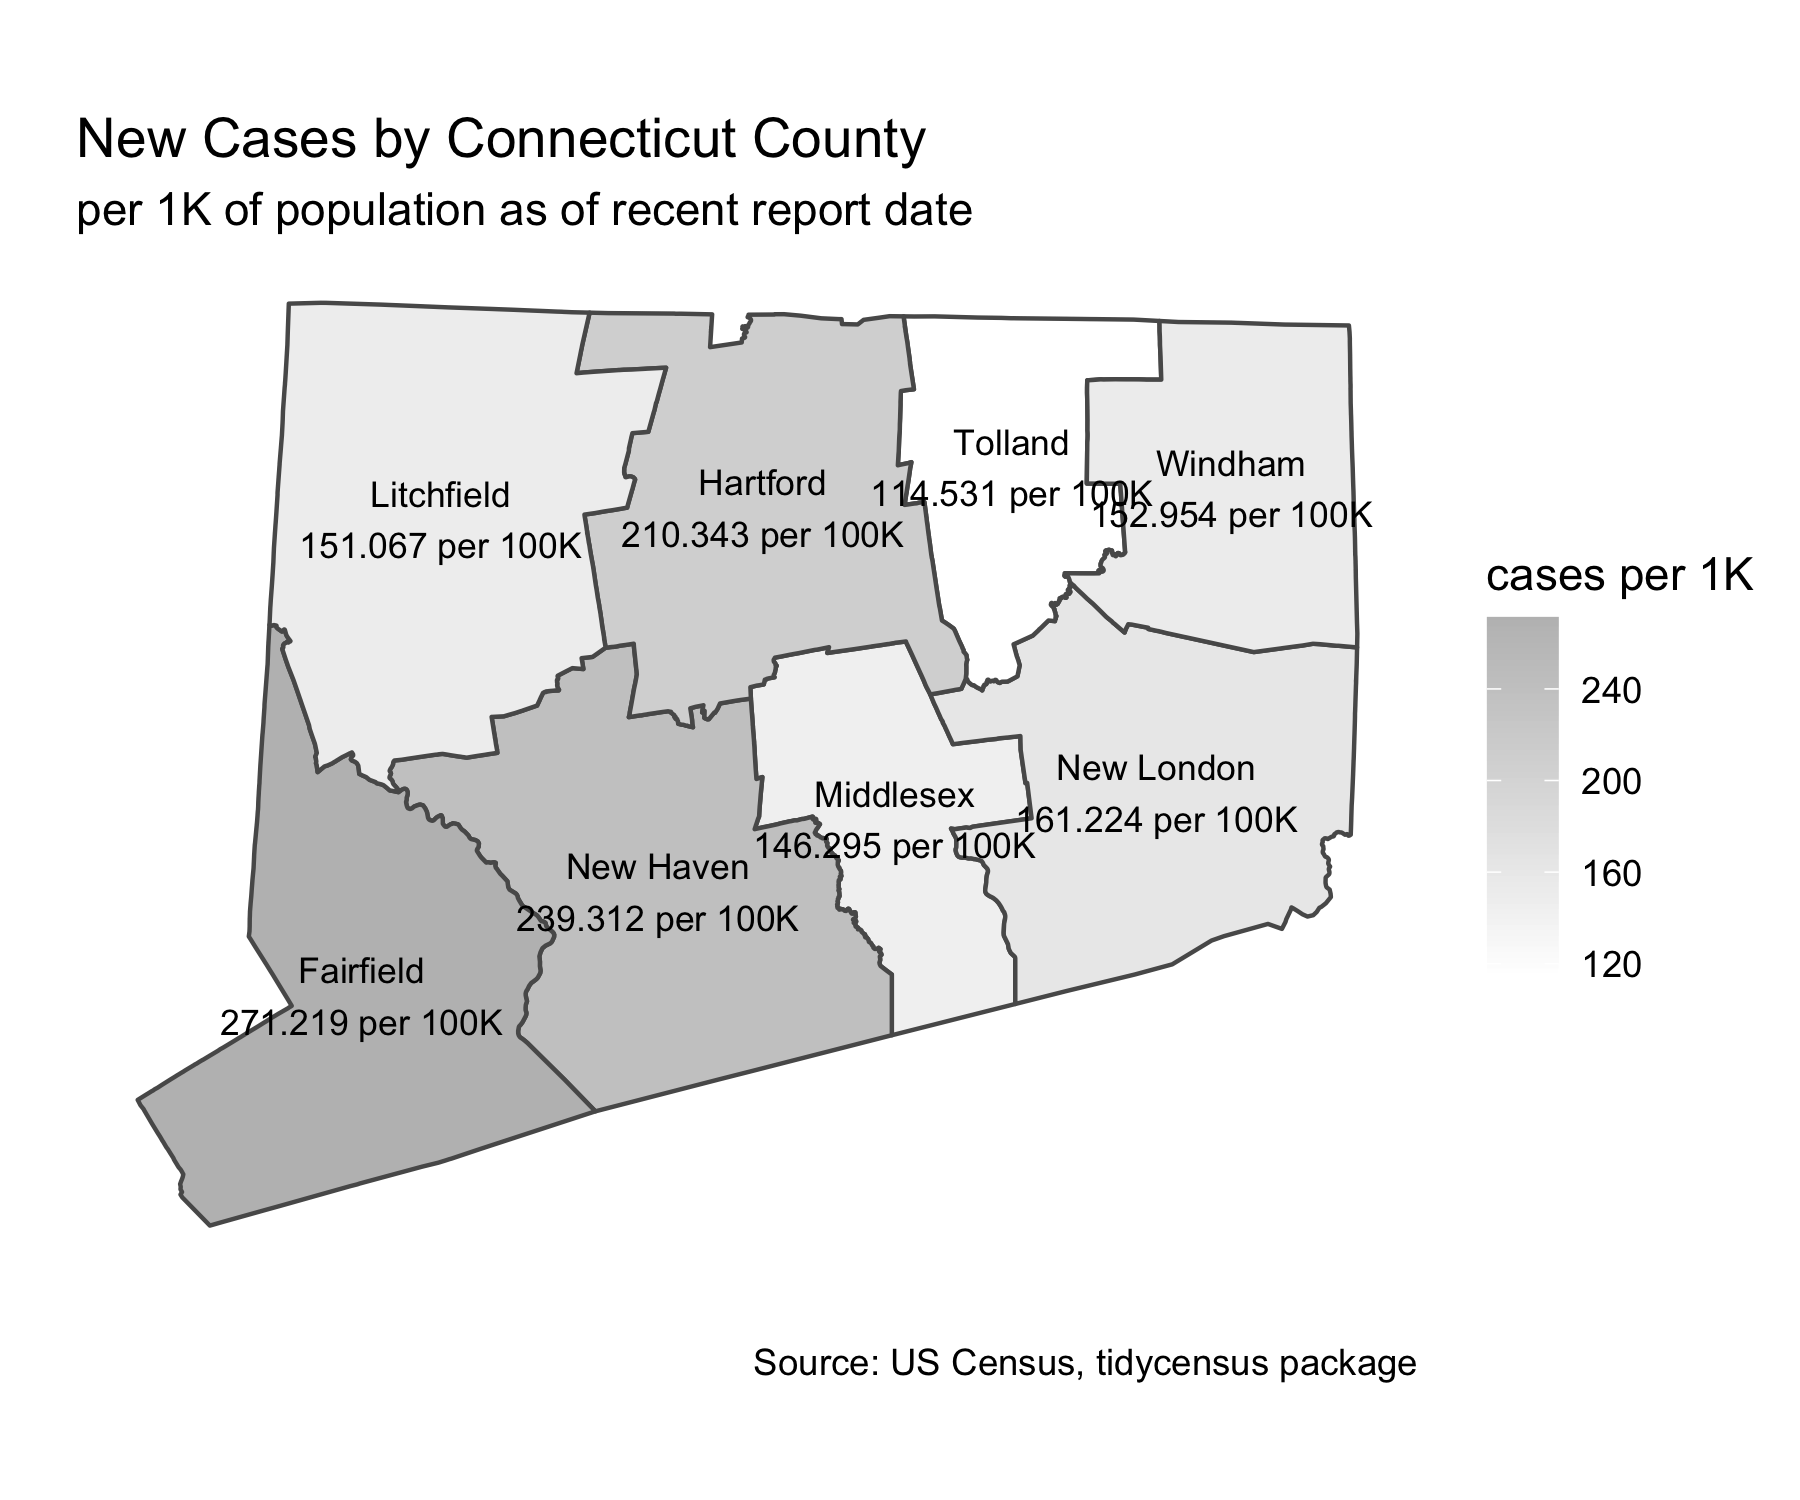 New Cases by Connecticut County
per 1K of population as of recent report date
Tolland
114.531 per 100K
Windham
152.954 per 100K
Hartford
210.343 per 100K
Litchfield
151.067 per 100K
New London
161.224 per 100K
Middlesex
146.295 per 100K
New Haven
239.312 per 100K
Fairfield
271.219 per 100K
cases per 1K
240
200
160
120
Source: US Census, tidycensus package